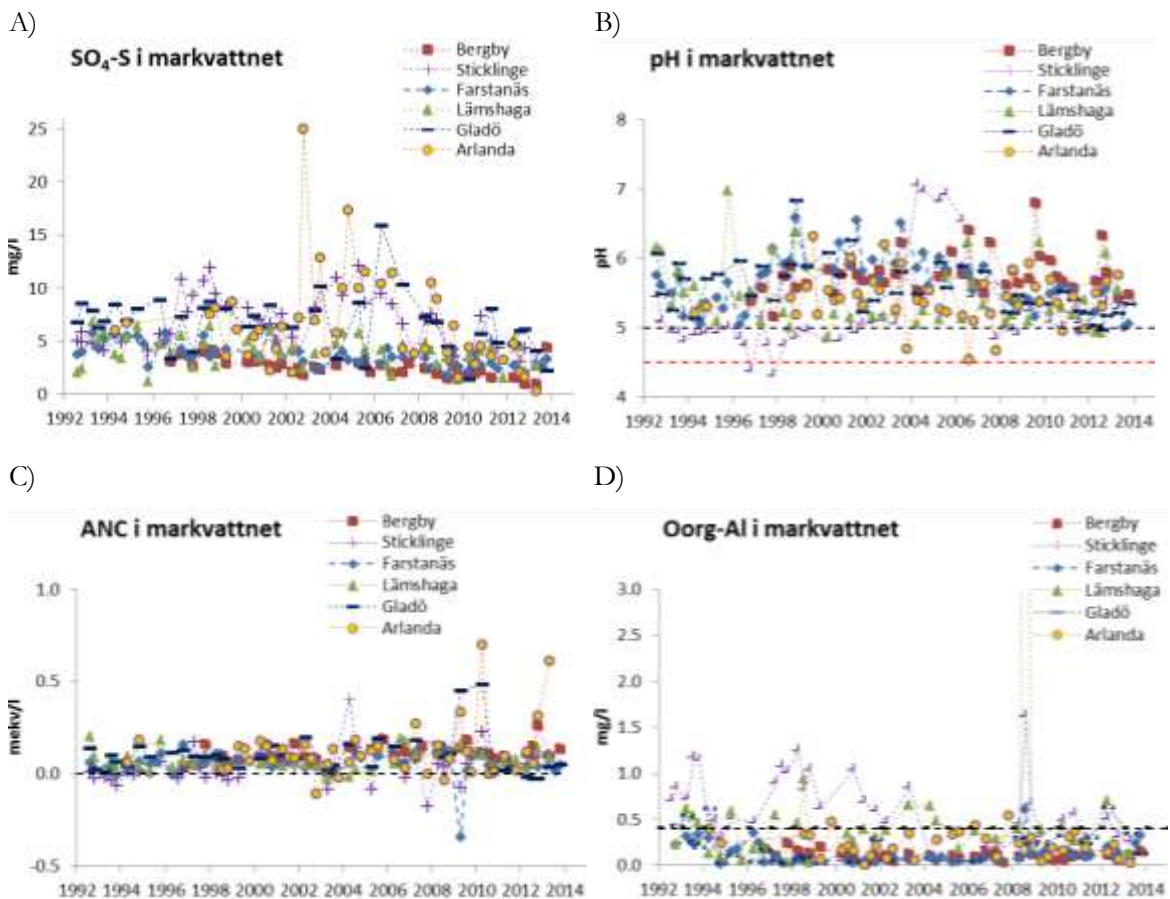 A)
SO₄-S i markvattnet
Bergby
Sticklinge
Farstanäs
Lämshaga
Gladö
Arlanda
mg/l
25
20
15
10
5
0
1992 1994 1996 1998 2000 2002 2004 2006 2008 2010 2012 2014
B)
pH i markvattnet
Bergby
Sticklinge
Farstanäs
Lämshaga
Gladö
Arlanda
pH
8
7
6
5
4
1992 1994 1996 1998 2000 2002 2004 2006 2008 2010 2012 2014
C)
ANC i markvattnet
Bergby
Sticklinge
Farstanäs
Lämshaga
Gladö
Arlanda
mekv/l
1.0
0.5
0.0
-0.5
1992 1994 1996 1998 2000 2002 2004 2006 2008 2010 2012 2014
D)
Oorg-Al i markvattnet
Bergby
Sticklinge
Farstanäs
Lämshaga
Gladö
Arlanda
mg/l
3.0
2.5
2.0
1.5
1.0
0.5
0.0
1992 1994 1996 1998 2000 2002 2004 2006 2008 2010 2012 2014